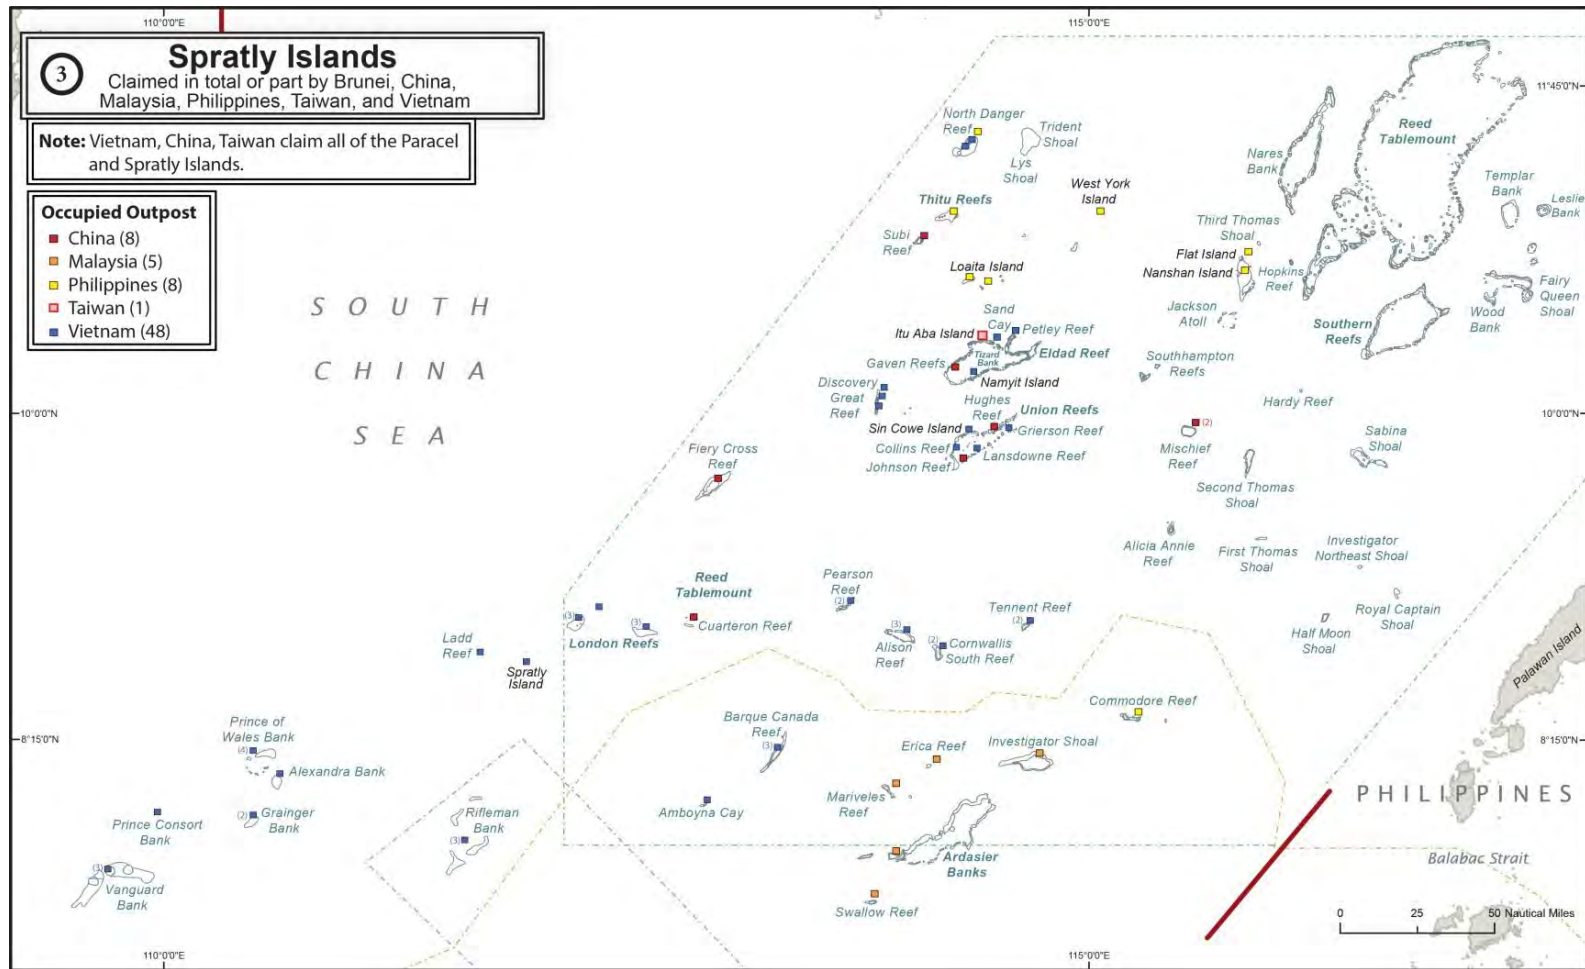 110°0'0"E
115°0'0"E
3
Spratly Islands
Claimed in total or part by Brunei, China,
Malaysia, Philippines, Taiwan, and Vietnam
Note: Vietnam, China, Taiwan claim all of the Paracel
and Spratly Islands.
Occupied Outpost
China (8)
Malaysia (5)
Philippines (8)
Taiwan (1)
Vietnam (48)
SOUTH
CHINA
SEA
11°45'0"N
11°45'0"N
North Danger
Reef
Trident
Shoal
Lys
Shoal
Nares
Bank
Reed
Tablemount
Templar
Bank
Leslie
Bank
West York
Island
Thitu Reefs
Subi
Reef
Third Thomas
Shoal
Flat Island
Nanshan Island
Hopkins
Reef
Loaita Island
Fairy
Queen
Shoal
Wood
Bank
Jackson
Atoll
Southern
Reefs
Sand
Cay
Petley Reef
Itu Aba Island
Eldad Reef
Tizard
Bank
Gaven Reefs
Namyit Island
Southhampton
Reefs
Discovery
Great
Reef
Hardy Reef
10°0'0"N
10°0'0"N
Hughes
Reef
Union Reefs
Sin Cowe Island
Grierson Reef
(2)
Mischief
Reef
Sabina
Shoal
Collins Reef
Lansdowne Reef
Johnson Reef
Fiery Cross
Reef
Second Thomas
Shoal
Alicia Annie
Reef
First Thomas
Shoal
Investigator
Northeast Shoal
Royal Captain
Shoal
Half Moon
Shoal
Palawan Island
Reed
Tablemount
Pearson
Reef
(2)
Tennent Reef
(2)
(3)
(3)
London Reefs
Cuarteron Reef
(3)
Alison
Reef
(2)
Cornwallis
South Reef
Ladd
Reef
Spratly
Island
Commodore Reef
Prince of
Wales Bank
(4)
8°15'0"N
8°15'0"N
Barque Canada
Reef
(3)
Erica Reef
Investigator Shoal
Alexandra Bank
Mariveles
Reef
PHILIPPINES
Amboyna Cay
(2)
Grainger
Bank
Prince Consort
Bank
Rifleman
Bank
(3)
(3)
Vanguard
Bank
Ardasier
Banks
Balabac Strait
Swallow Reef
0
25
50 Nautical Miles
110°0'0"E
115°0'0"E